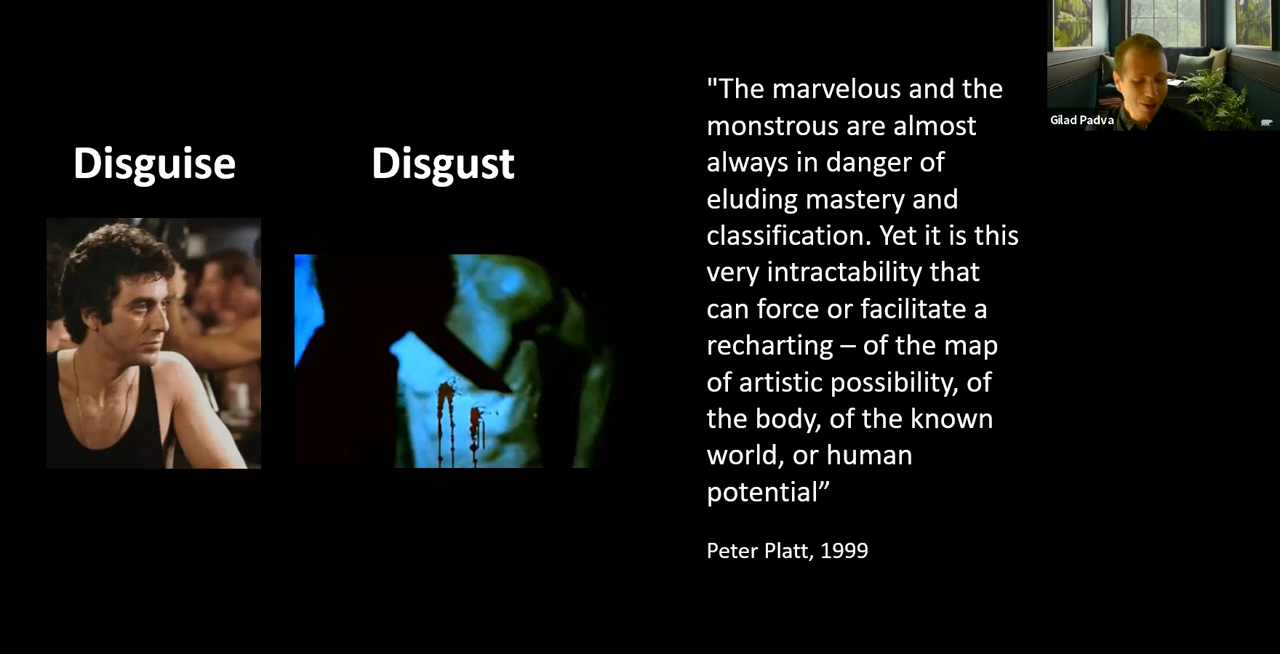 Disguise
Disgust
"The marvelous and the
monstrous are almost
always in danger of
eluding mastery and
classification. Yet it is this
very intractability that
can force or facilitate a
recharting – of the map
of artistic possibility, of
the body, of the known
world, or human
potential”
Peter Platt, 1999
Gilad Padva